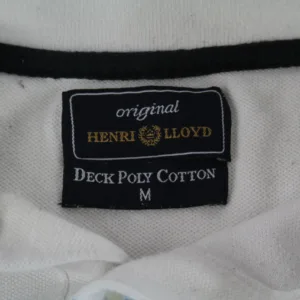 original
HENRI LLOYD
DECK POLY COTTON
M